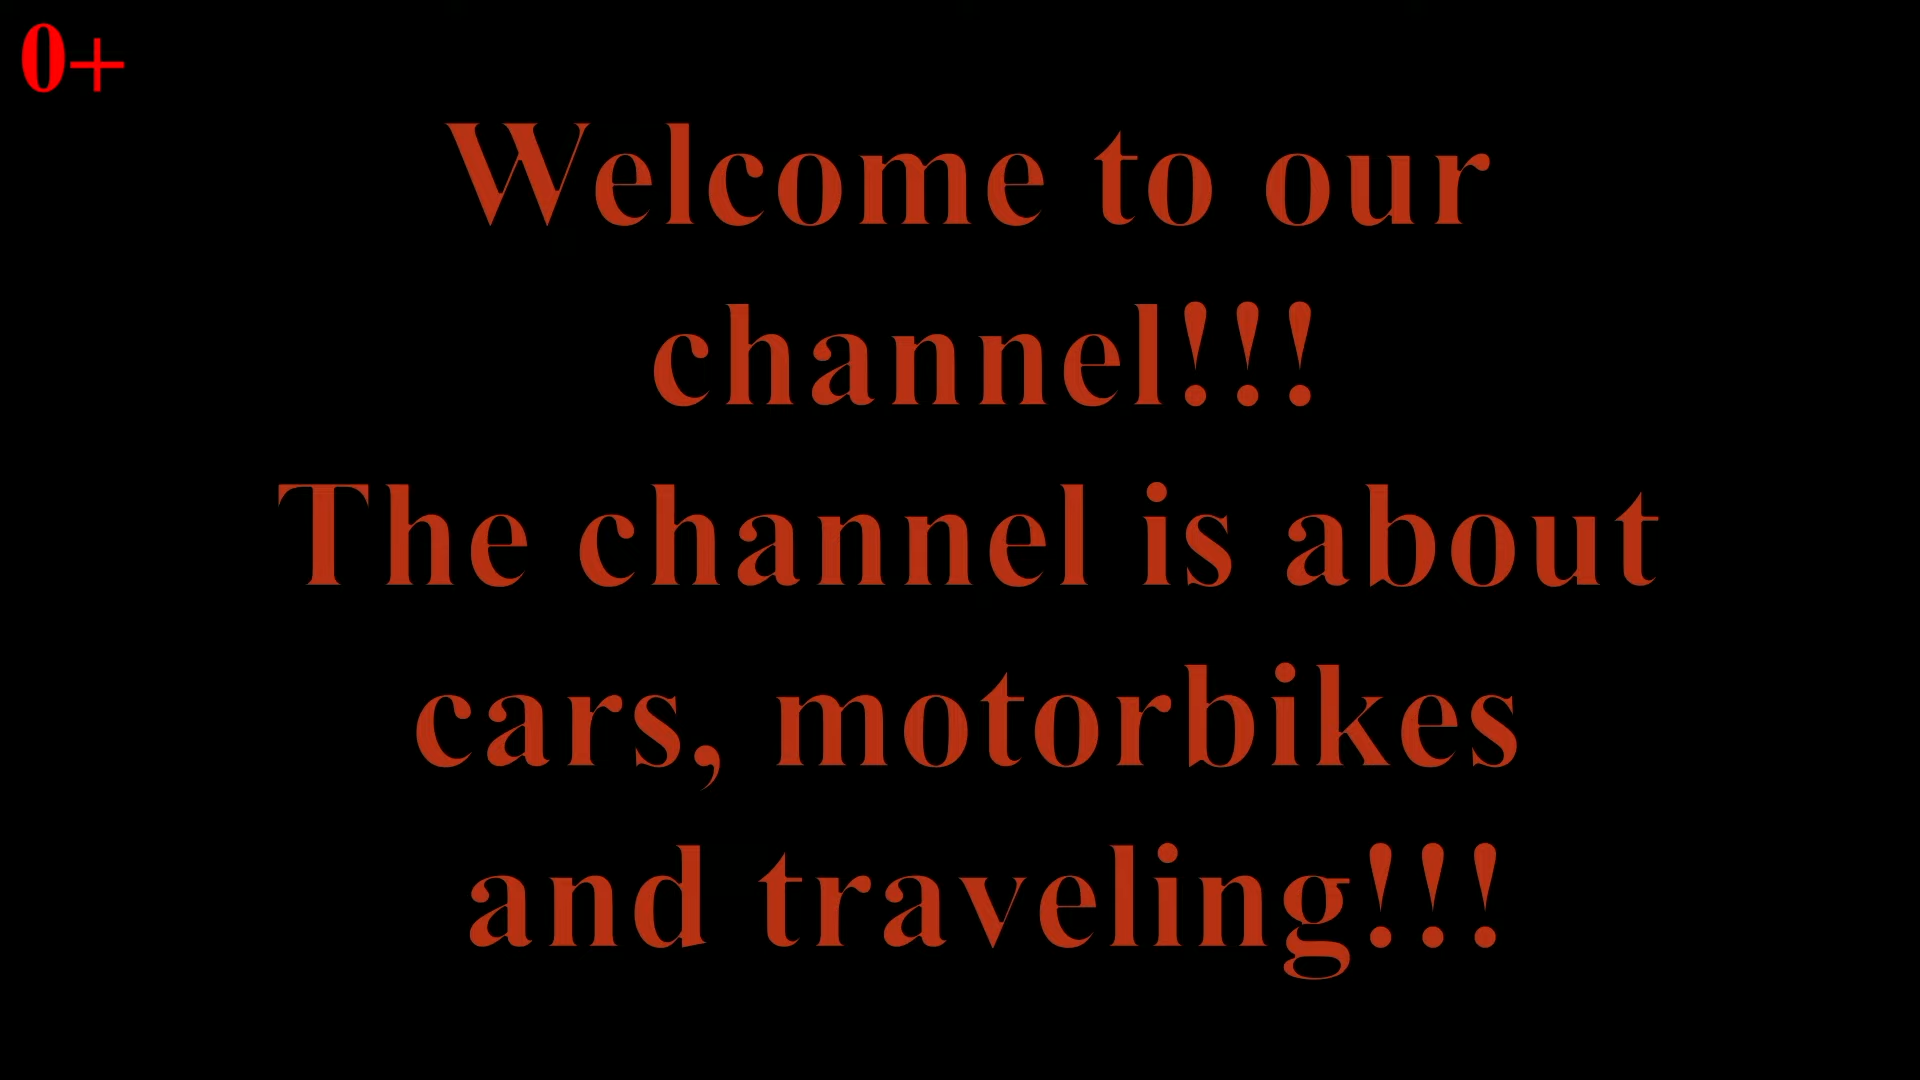 0+
Welcome to our
channel!!!
The channel is about
cars, motorbikes
and traveling!!!